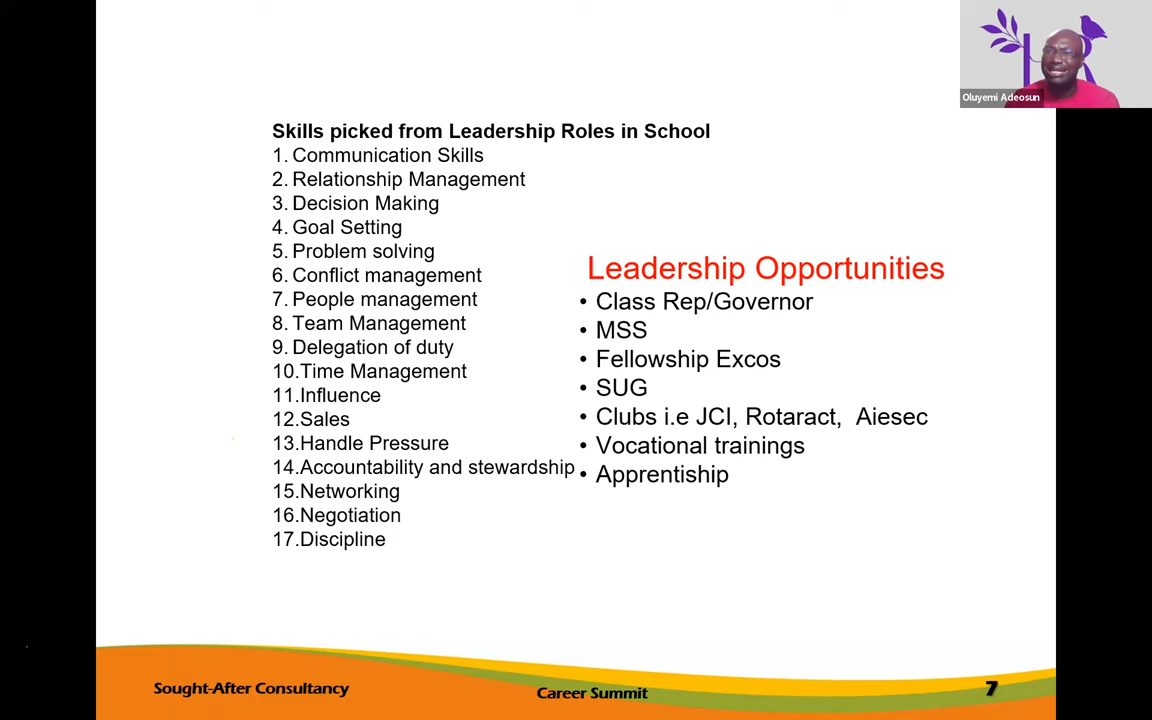 Oluyemi Adeosun
Skills picked from Leadership Roles in School
1. Communication Skills
2. Relationship Management
3. Decision Making
4. Goal Setting
5. Problem solving
6. Conflict management
7. People management
8. Team Management
9. Delegation of duty
10.Time Management
11.Influence
12.Sales
13.Handle Pressure
14.Accountability and stewardship
15.Networking
16.Negotiation
17.Discipline
Leadership Opportunities
• Class Rep/Governor
• MSS
• Fellowship Excos
• SUG
• Clubs i.e JCI, Rotaract, Aiesec
• Vocational trainings
• Apprentiship
Sought-After Consultancy
Career Summit
7